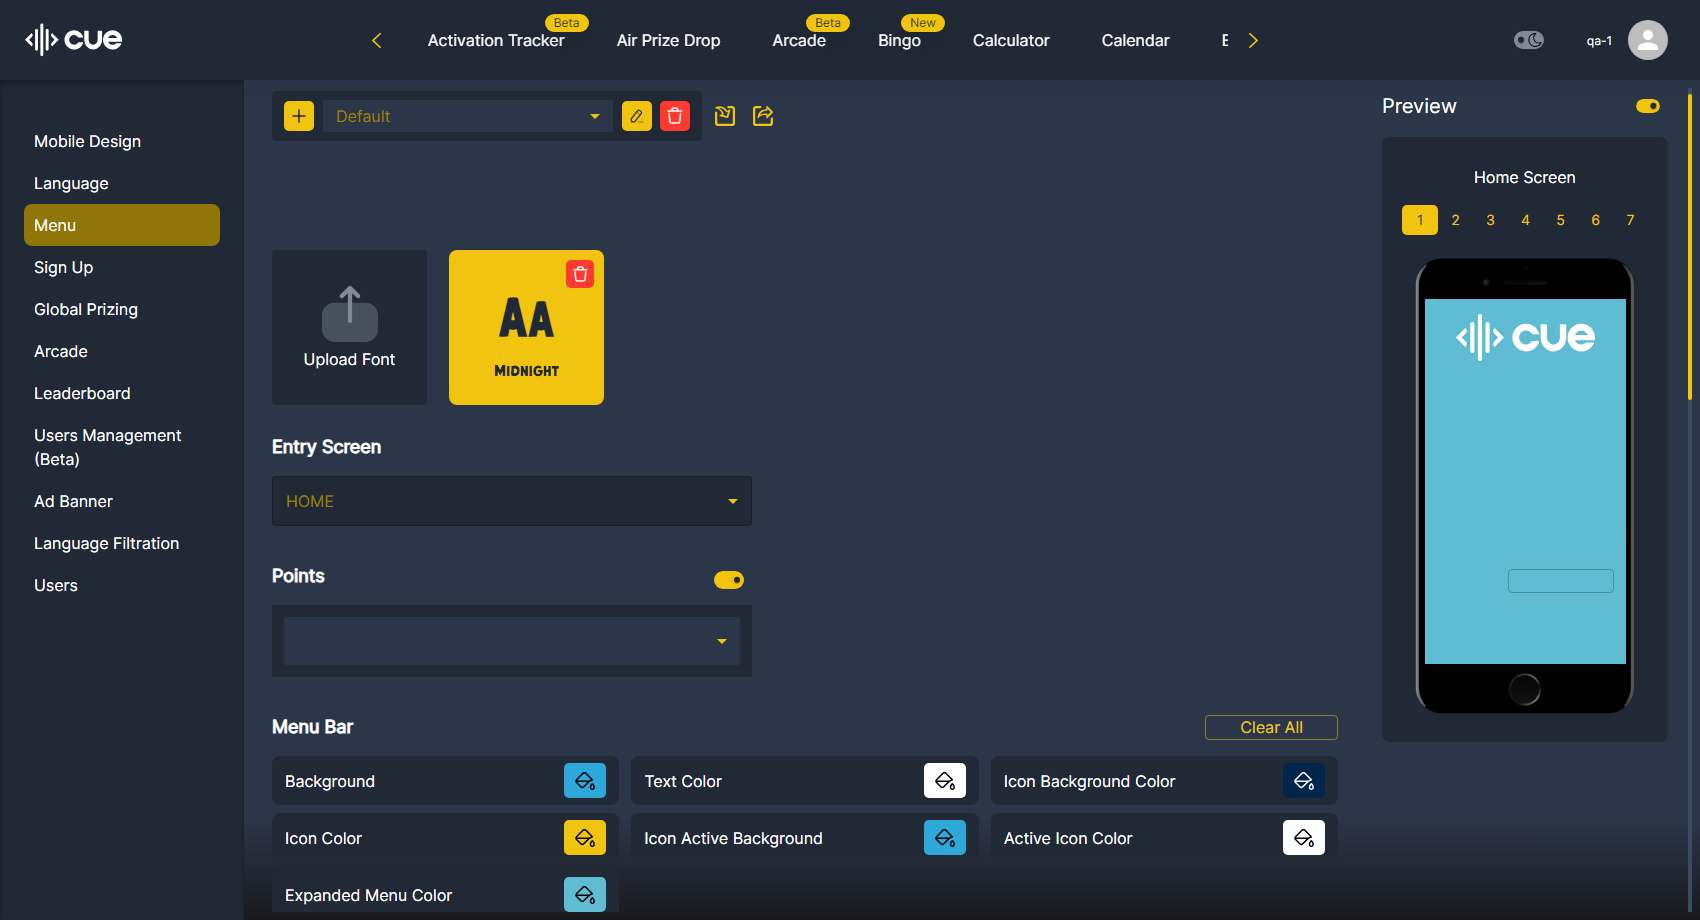 cue
Activation Tracker
Beta
Air Prize Drop
Arcade
Beta
Bingo
New
Calculator
Calendar
qa-1
Mobile Design
Language
Menu
Sign Up
Global Prizing
Arcade
Leaderboard
Users Management
(Beta)
Ad Banner
Language Filtration
Users
Default
Upload Font
AA
MIDNIGHT
Entry Screen
HOME
Points
Menu Bar
Clear All
Background
Text Color
Icon Background Color
Icon Color
Icon Active Background
Active Icon Color
Expanded Menu Color
Preview
Home Screen
1 2 3 4 5 6 7
cue